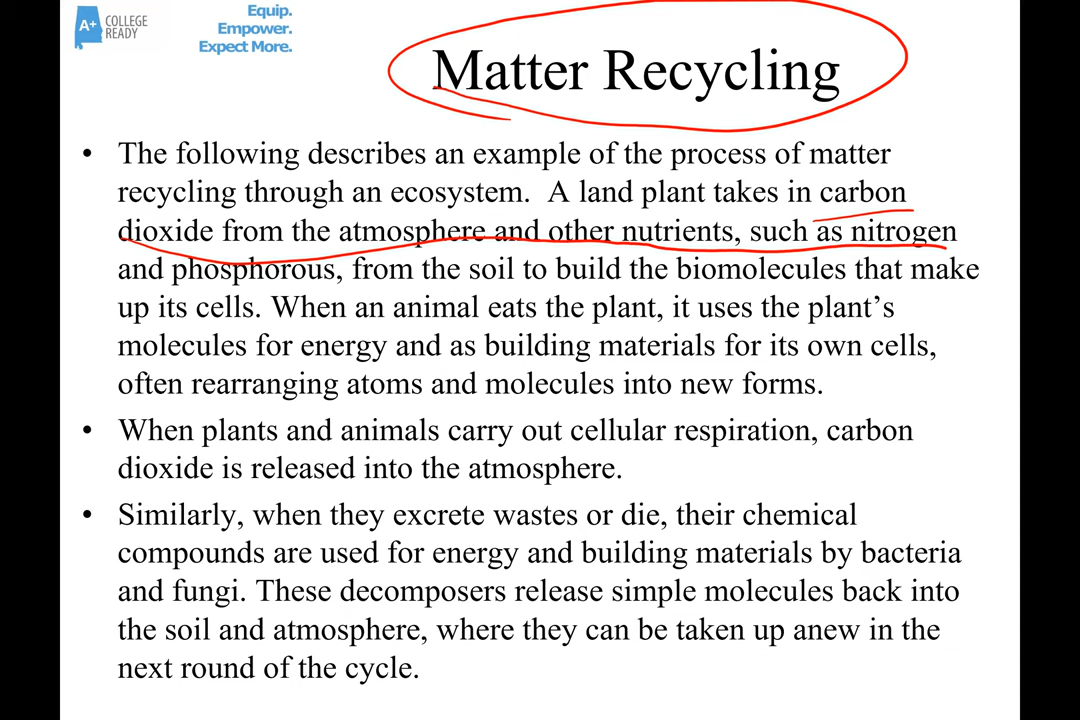 A+ COLLEGE
READY
Equip.
Empower.
Expect More.
Matter Recycling
• The following describes an example of the process of matter
recycling through an ecosystem. A land plant takes in carbon
dioxide from the atmosphere and other nutrients, such as nitrogen
and phosphorous, from the soil to build the biomolecules that make
up its cells. When an animal eats the plant, it uses the plant’s
molecules for energy and as building materials for its own cells,
often rearranging atoms and molecules into new forms.
• When plants and animals carry out cellular respiration, carbon
dioxide is released into the atmosphere.
• Similarly, when they excrete wastes or die, their chemical
compounds are used for energy and building materials by bacteria
and fungi. These decomposers release simple molecules back into
the soil and atmosphere, where they can be taken up anew in the
next round of the cycle.